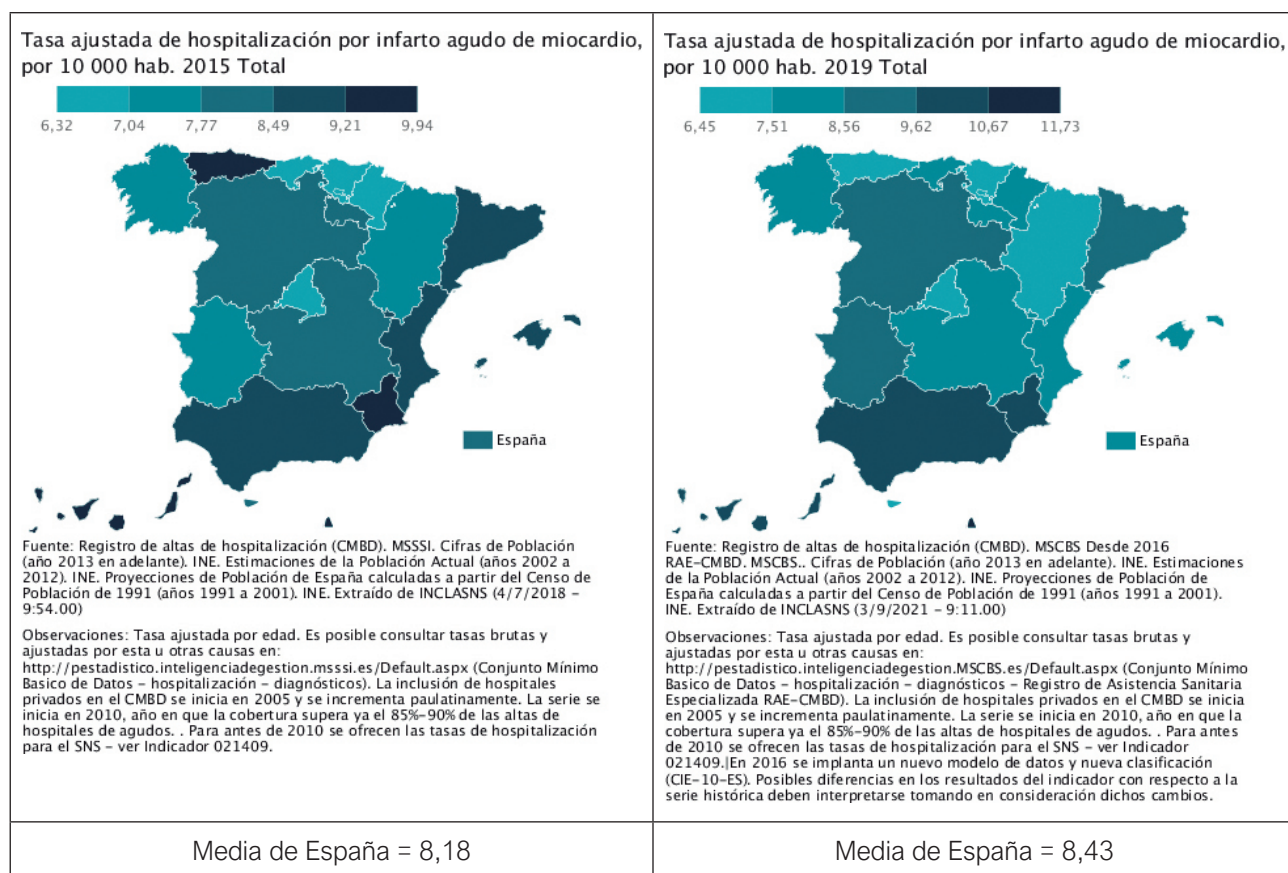 Tasa ajustada de hospitalización por infarto agudo de miocardio,
por 10 000 hab. 2015 Total
6,32 7,04 7,77 8,49 9,21 9,94
España
Fuente: Registro de altas de hospitalización (CMBD). MSSSI. Cifras de Población
(año 2013 en adelante). INE. Estimaciones de la Población Actual (años 2002 a
2012). INE. Proyecciones de Población de España calculadas a partir del Censo de
Población de 1991 (años 1991 a 2001). INE. Extraído de INCLASNS (4/7/2018 –
9:54.00)
Observaciones: Tasa ajustada por edad. Es posible consultar tasas brutas y
ajustadas por esta u otras causas en:
http://pestadistico.inteligenciadegestion.msssi.es/Default.aspx (Conjunto Mínimo
Basico de Datos – hospitalización – diagnósticos). La inclusión de hospitales
privados en el CMBD se inicia en 2005 y se incrementa paulatinamente. La serie se
inicia en 2010, año en que la cobertura supera ya el 85%–90% de las altas de
hospitales de agudos. . Para antes de 2010 se ofrecen las tasas de hospitalización
para el SNS – ver Indicador 021409.
Media de España = 8,18
Tasa ajustada de hospitalización por infarto agudo de miocardio,
por 10 000 hab. 2019 Total
6,45 7,51 8,56 9,62 10,67 11,73
España
Fuente: Registro de altas de hospitalización (CMBD). MSCBS Desde 2016
RAE–CMBD. MSCBS.. Cifras de Población (año 2013 en adelante). INE. Estimaciones
de la Población Actual (años 2002 a 2012). INE. Proyecciones de Población de
España calculadas a partir del Censo de Población de 1991 (años 1991 a 2001).
INE. Extraído de INCLASNS (3/9/2021 – 9:11.00)
Observaciones: Tasa ajustada por edad. Es posible consultar tasas brutas y
ajustadas por esta u otras causas en:
http://pestadistico.inteligenciadegestion.MSCBS.es/Default.aspx (Conjunto Mínimo
Basico de Datos – hospitalización – diagnósticos – Registro de Asistencia Sanitaria
Especializada RAE–CMBD). La inclusión de hospitales privados en el CMBD se inicia
en 2005 y se incrementa paulatinamente. La serie se inicia en 2010, año en que la
cobertura supera ya el 85%–90% de las altas de hospitales de agudos. . Para antes
de 2010 se ofrecen las tasas de hospitalización para el SNS – ver Indicador
021409.|En 2016 se implanta un nuevo modelo de datos y nueva clasificación
(CIE–10–ES). Posibles diferencias en los resultados del indicador con respecto a la
serie histórica deben interpretarse tomando en consideración dichos cambios.
Media de España = 8,43